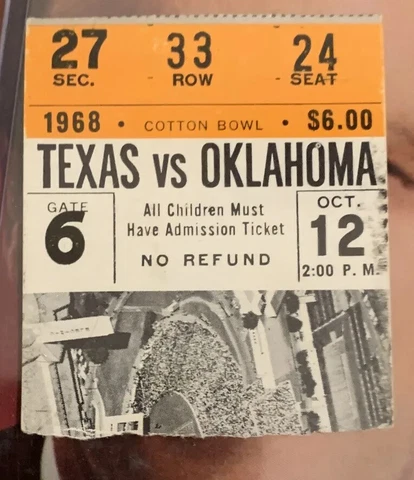 27 33 24
SEC. ROW SEAT
1968 • COTTON BOWL • $6.00
TEXAS VS OKLAHOMA
GATE
6
All Children Must
Have Admission Ticket
NO REFUND
OCT.
12
2:00 P. M.